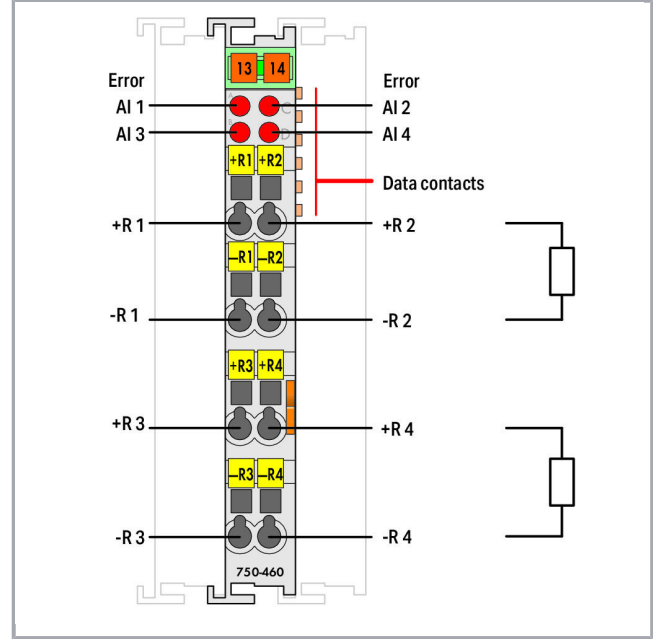 13 14
Error Error
AI 1 A C AI 2
AI 3 B D AI 4
+R1 +R2
Data contacts
+R 1 +R 2
–R1 –R2
-R 1 -R 2
+R3 +R4
+R 3 +R 4
–R3 –R4
-R 3 -R 4
750-460